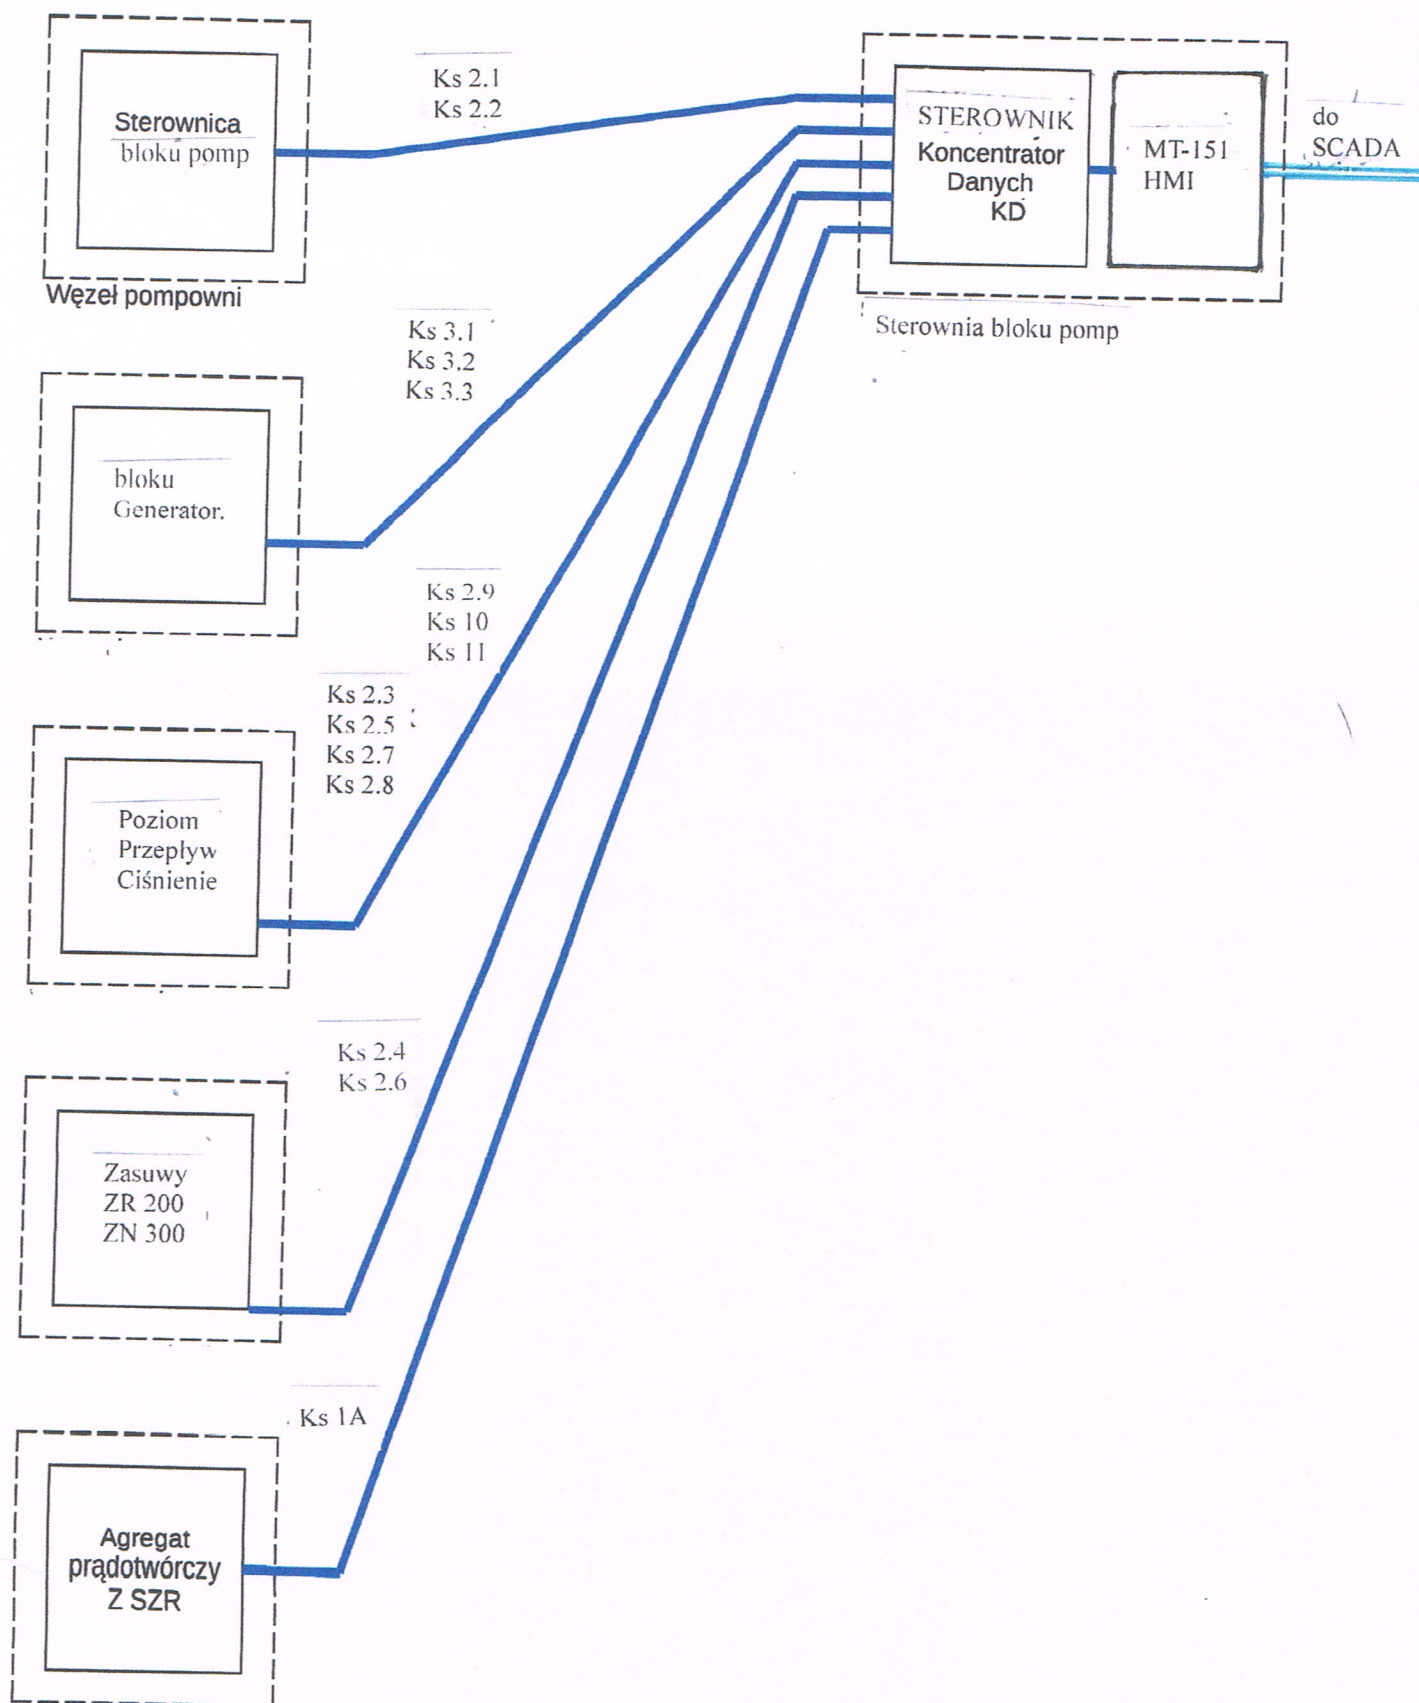 Sterownica
bloku pomp
Węzeł pompowni
Ks 2.1
Ks 2.2
STEROWNIK
Koncentrator
Danych
KD
MT-151
HMI
do
SCADA
Sterownia bloku pomp
Ks 3.1
Ks 3.2
Ks 3.3
bloku
Generator.
Ks 2.9
Ks 10
Ks 11
Ks 2.3
Ks 2.5
Ks 2.7
Ks 2.8
Poziom
Przepływ
Ciśnienie
Ks 2.4
Ks 2.6
Zasuwy
ZR 200
ZN 300
Ks 1A
Agregat
prądotwórczy
Z SZR